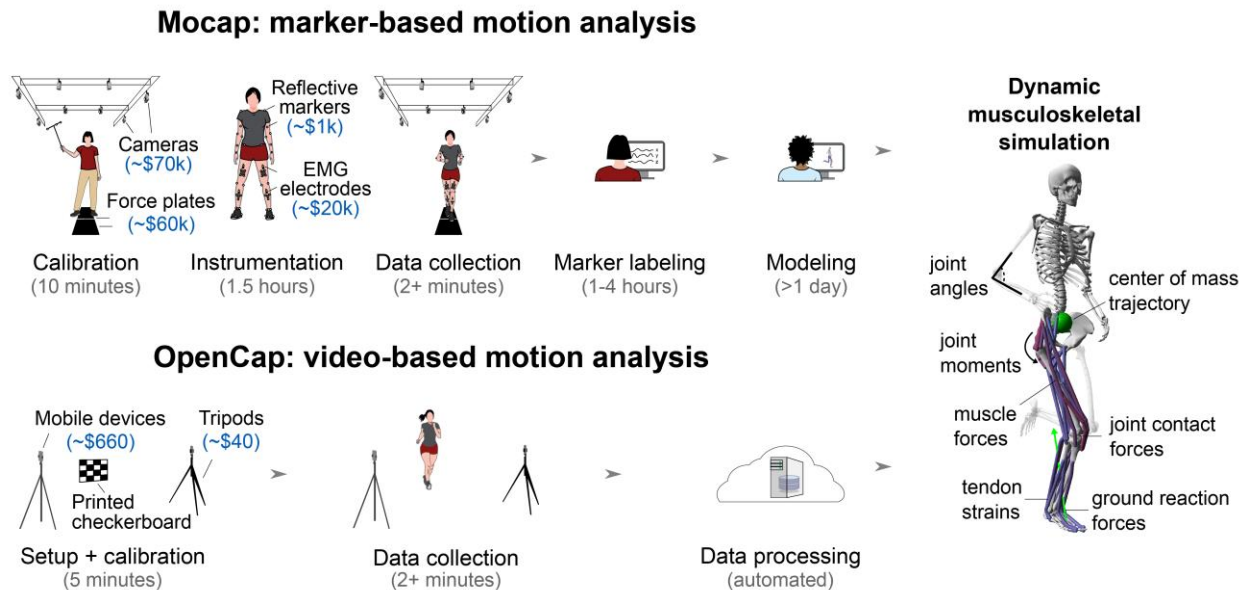 Mocap: marker-based motion analysis
Cameras
(~$70k)
Force plates
(~$60k)
Reflective
markers
(~$1k)
EMG
electrodes
(~$20k)
Calibration
(10 minutes)
Instrumentation
(1.5 hours)
Data collection
(2+ minutes)
Marker labeling
(1-4 hours)
Modeling
(>1 day)
OpenCap: video-based motion analysis
Mobile devices
(~$660)
Tripods
(~$40)
Printed
checkerboard
Setup + calibration
(5 minutes)
Data collection
(2+ minutes)
Data processing
(automated)
Dynamic
musculoskeletal
simulation
joint
angles
center of mass
trajectory
joint
moments
muscle
forces
joint contact
forces
tendon
strains
ground reaction
forces